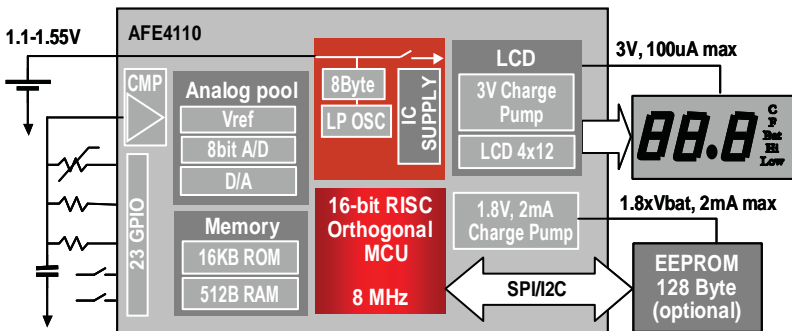 AFE4110
1.1-1.55V
CMP
23 GPIO
Analog pool
Vref
8bit A/D
D/A
Memory
16KB ROM
512B RAM
8Byte
LP OSC
IC
SUPPLY
16-bit RISC
Orthogonal
MCU
8 MHz
LCD
3V Charge
Pump
LCD 4x12
1.8V, 2mA
Charge Pump
SPI/I2C
3V, 100uA max
88.8
C
F
Bat
Hi
Low
1.8xVbat, 2mA max
EEPROM
128 Byte
(optional)